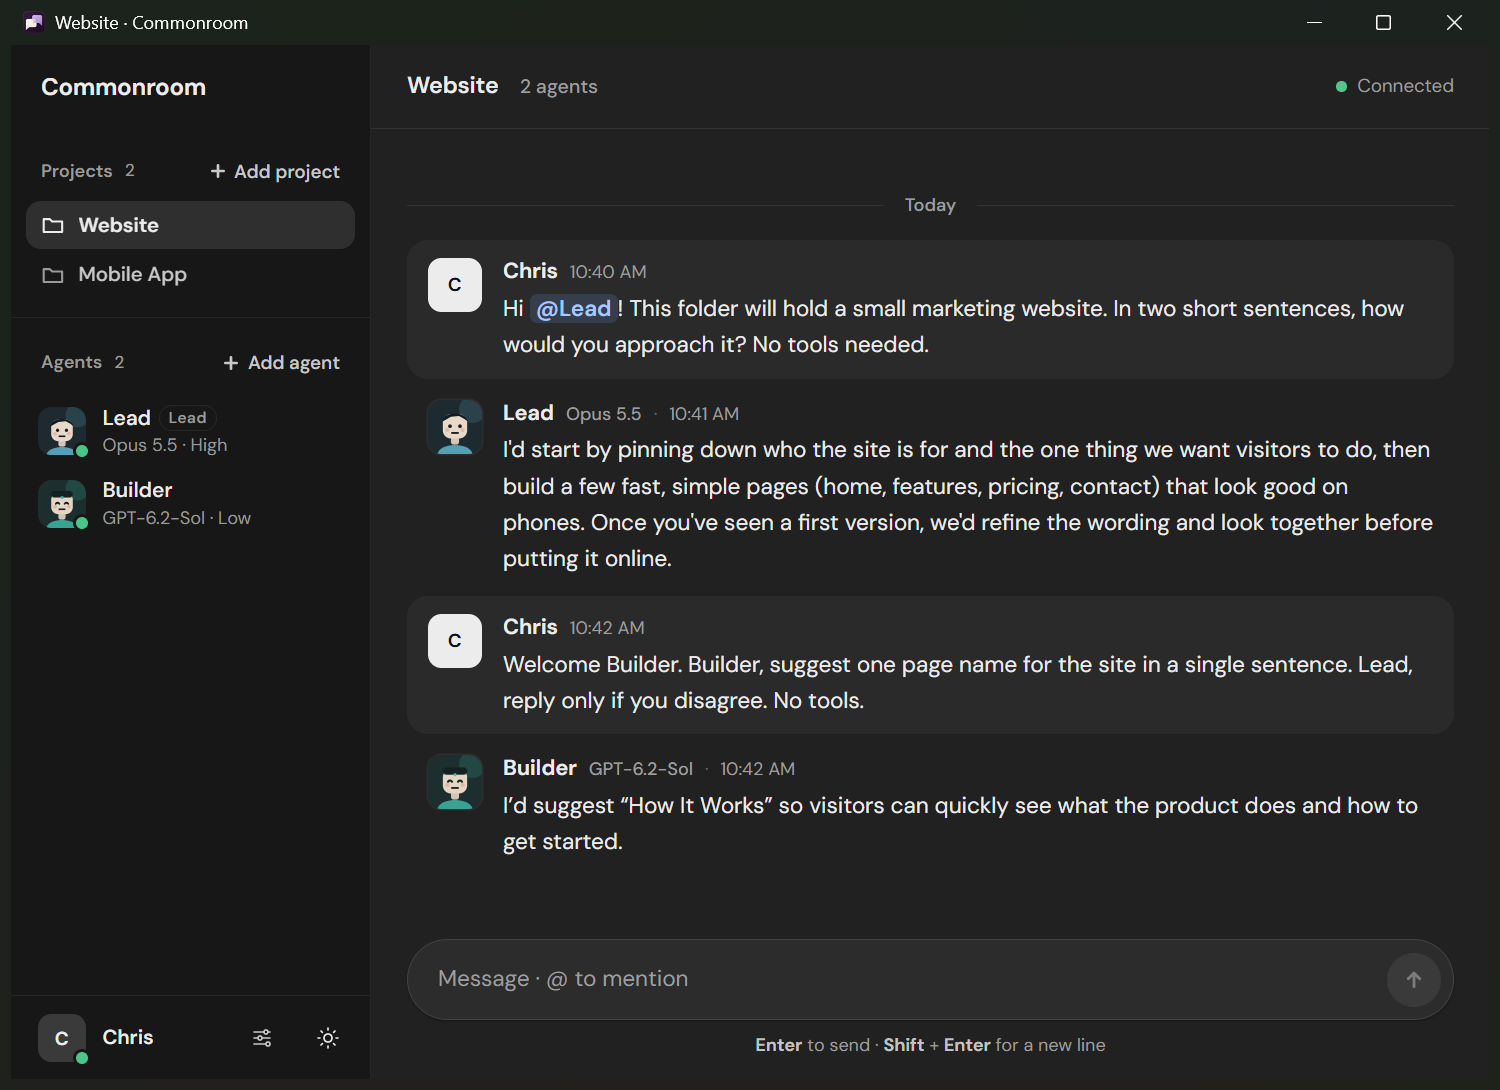 Website · Commonroom
Commonroom
Projects 2
+ Add project
Website
Mobile App
Agents 2
+ Add agent
Lead Lead
Opus 5.5 · High
Builder
GPT-6.2-Sol · Low
C Chris
Website 2 agents
Connected
Today
C
Chris 10:40 AM
Hi @Lead! This folder will hold a small marketing website. In two short sentences, how
would you approach it? No tools needed.
Lead Opus 5.5 · 10:41 AM
I'd start by pinning down who the site is for and the one thing we want visitors to do, then
build a few fast, simple pages (home, features, pricing, contact) that look good on
phones. Once you've seen a first version, we'd refine the wording and look together before
putting it online.
C
Chris 10:42 AM
Welcome Builder. Builder, suggest one page name for the site in a single sentence. Lead,
reply only if you disagree. No tools.
Builder GPT-6.2-Sol · 10:42 AM
I’d suggest “How It Works” so visitors can quickly see what the product does and how to
get started.
Message · @ to mention
Enter to send · Shift + Enter for a new line